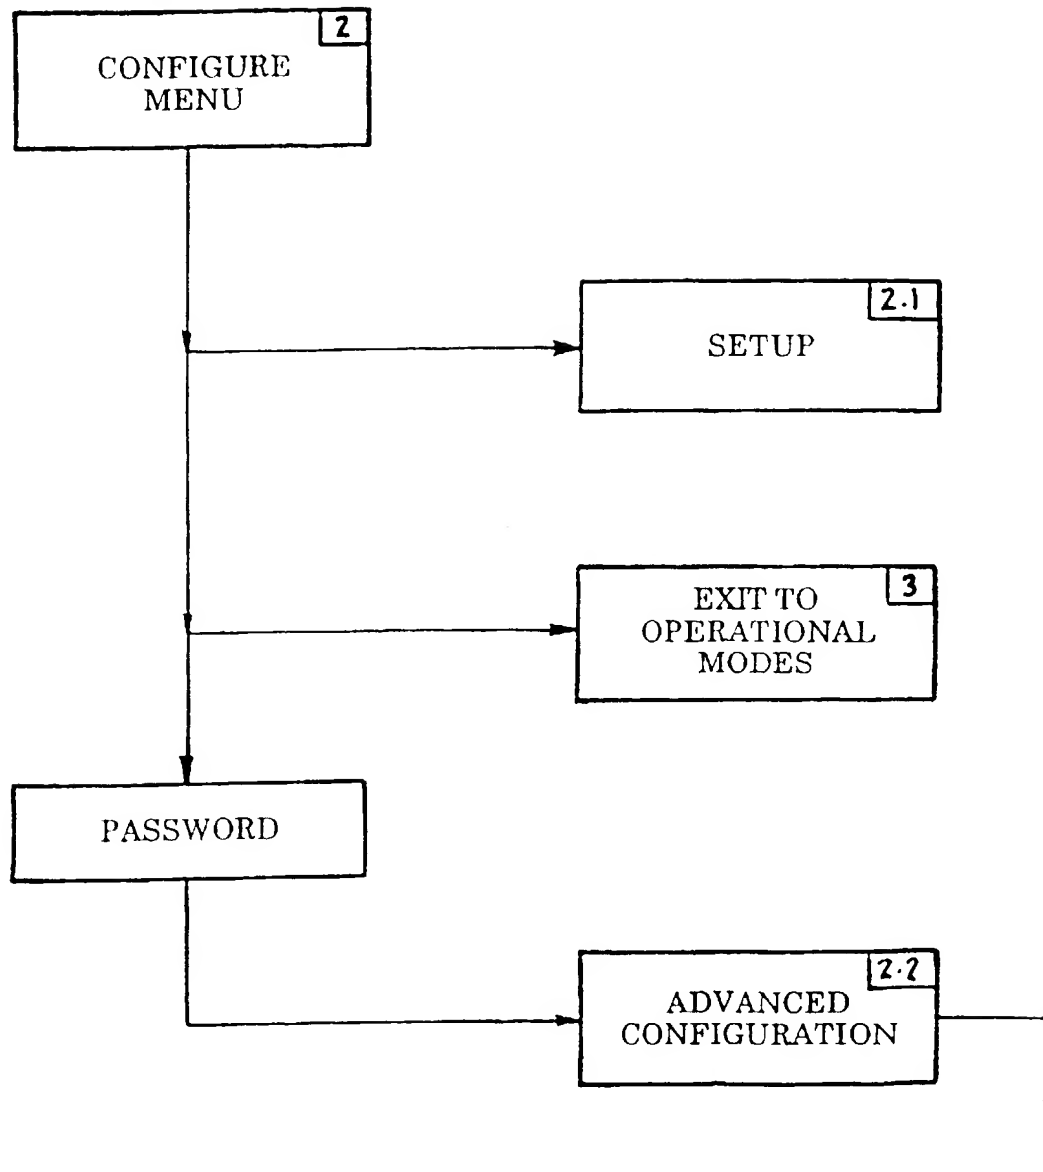 2
CONFIGURE
MENU
2.1
SETUP
3
EXIT TO
OPERATIONAL
MODES
PASSWORD
2.2
ADVANCED
CONFIGURATION